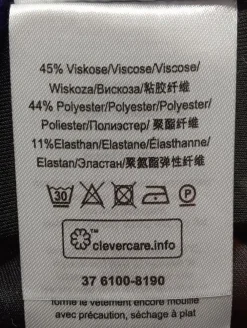 45% Viskose/Viscose/Viscose/
Wiskoza/Вискоза/粘胶纤维
44% Polyester/Polyester/Polyester/
Poliester/Полиэстер/ 聚酯纤维
11%Elasthan/Elastane/Élasthanne/
Elastan/Эластан/聚氨酯弹性纤维
30 P
clevercare.info
37 6100-8190
forme le vêtement encore mouillé
avec précaution, séchage à plat